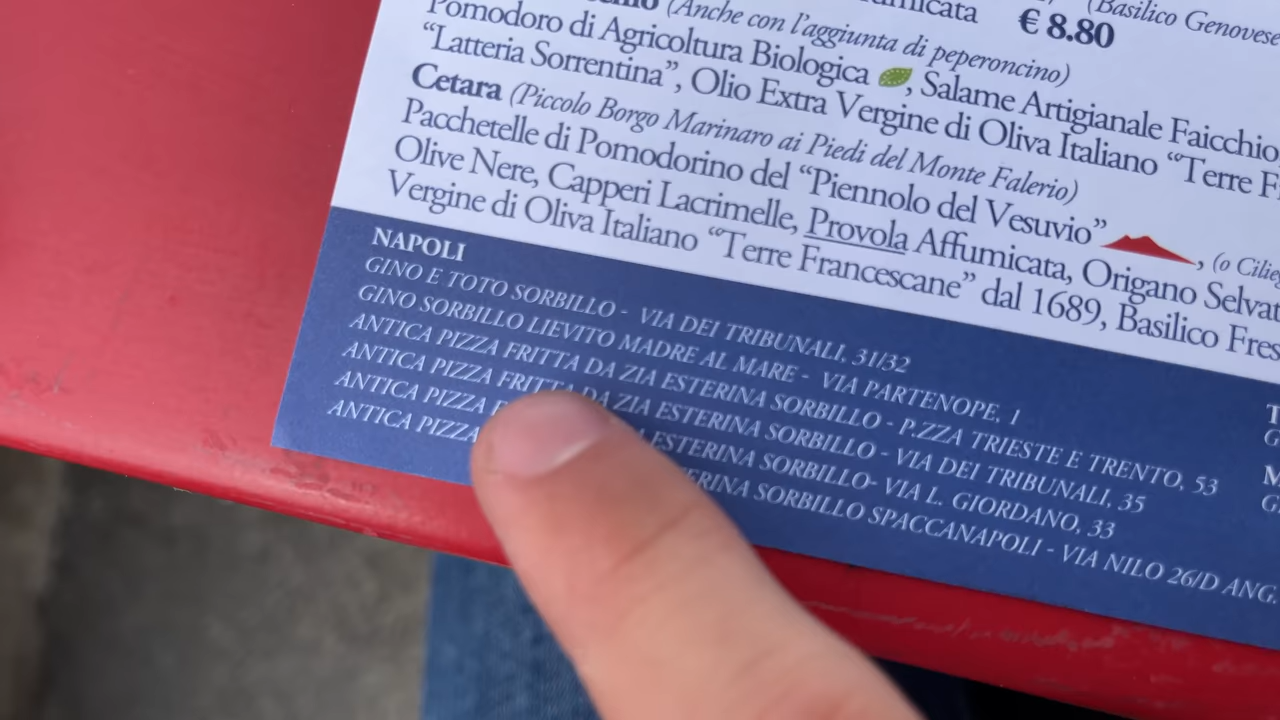 (Basilico Genovese
€ 8.80
(Anche con l'aggiunta di peperoncino)
Pomodoro di Agricoltura Biologica , Salame Artigianale Faicchio
"Latteria Sorrentina", Olio Extra Vergine di Oliva Italiano "Terre
Cetara (Piccolo Borgo Marinaro ai Piedi del Monte Falerio)
Pacchetelle di Pomodorino del "Piennolo del Vesuvio" , (o
Olive Nere, Capperi Lacrimelle, Provola Affumicata, Origano
Vergine di Oliva Italiano "Terre Francescane" dal 1689, Basilico
NAPOLI
GINO E TOTO SORBILLO - VIA DEI TRIBUNALI, 31/32
GINO SORBILLO LIEVITO MADRE AL MARE - VIA PARTENOPE, 1
ANTICA PIZZA FRITTA DA ZIA ESTERINA SORBILLO - P.ZZA TRIESTE E TRENTO, 53
ANTICA PIZZA FRITTA DA ZIA ESTERINA SORBILLO - VIA DEI TRIBUNALI, 35
ANTICA PIZZA ESTERINA SORBILLO- VIA L. GIORDANO, 33
ANTICA PIZZA SORBILLO SPACCANAPOLI - VIA NILO 26/D ANG.